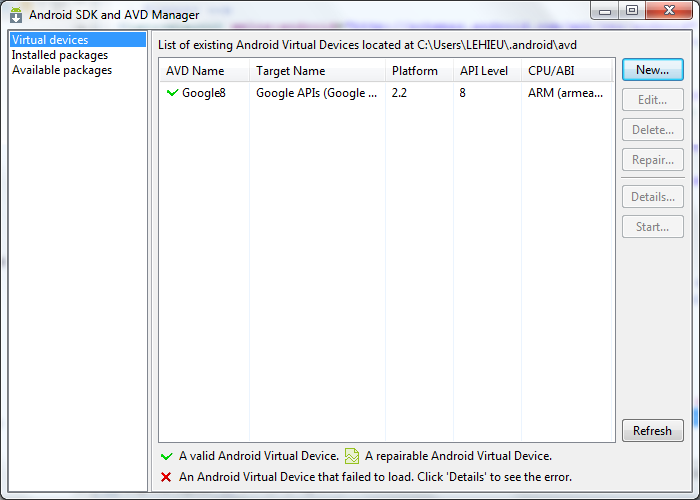 Android SDK and AVD Manager
Virtual devices
Installed packages
Available packages
List of existing Android Virtual Devices located at C:\Users\LEHIEU\.android\avd
AVD Name Target Name Platform API Level CPU/ABI
Google8 Google APIs (Google ... 2.2 8 ARM (armea...
New...
Edit...
Delete...
Repair...
Details...
Start...
Refresh
A valid Android Virtual Device. A repairable Android Virtual Device.
An Android Virtual Device that failed to load. Click 'Details' to see the error.